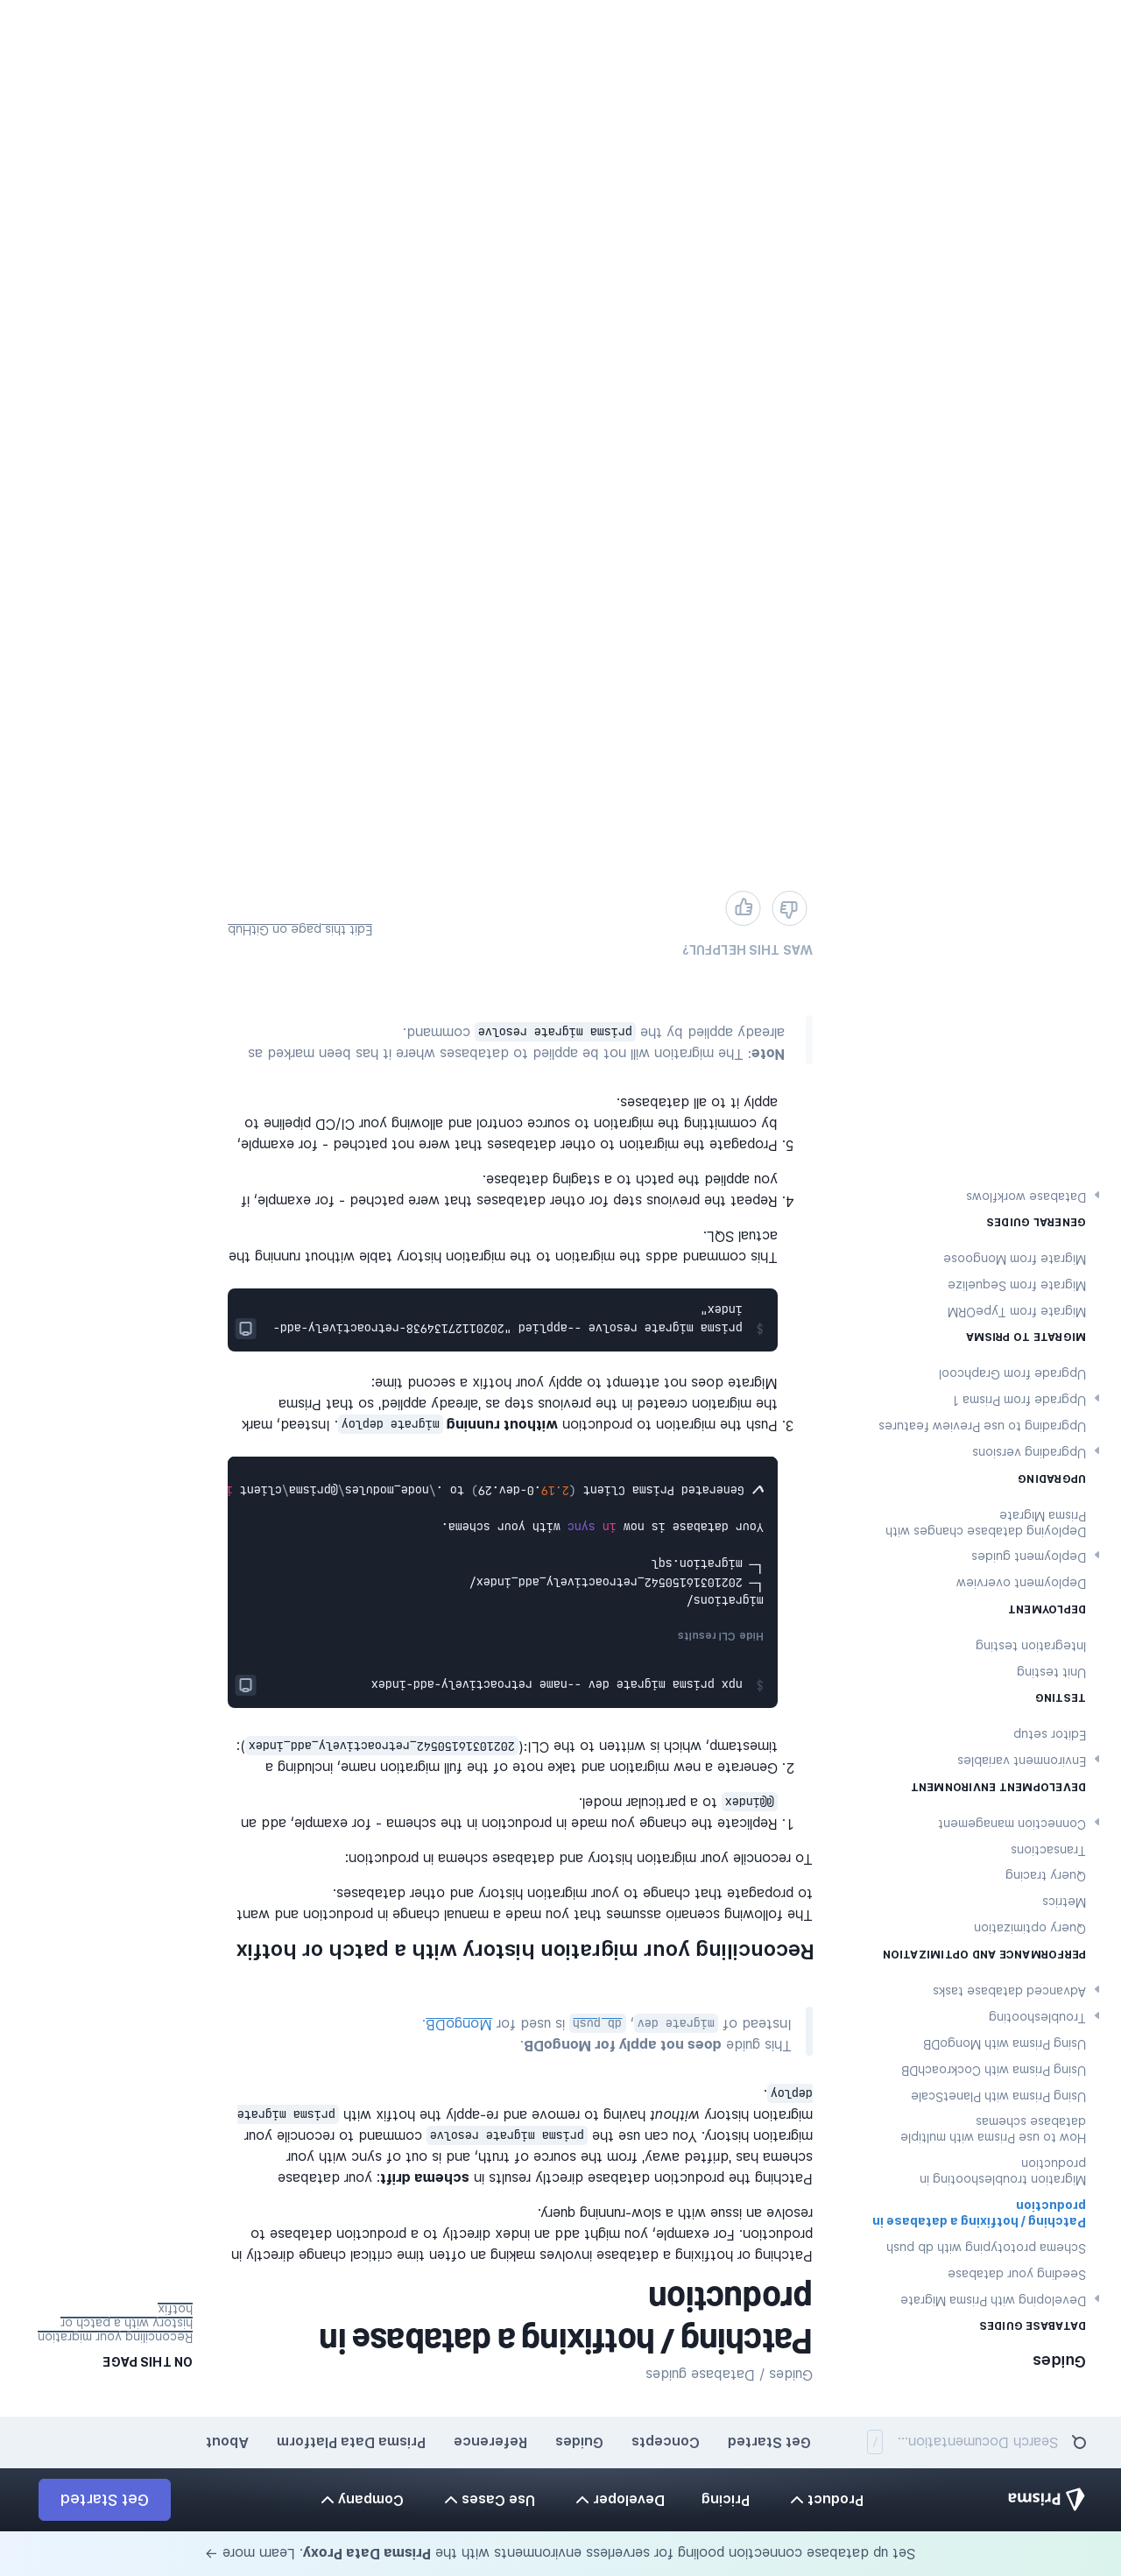 Set up database connection pooling for serverless environments with the Prisma Data Proxy. Learn more →
Prisma
Product
Pricing
Developer
Use Cases
Company
Get Started
Search Documentation...
/
Get Started
Concepts
Guides
Reference
Prisma Data Platform
About
Guides
DATABASE GUIDES
Developing with Prisma Migrate
Seeding your database
Schema prototyping with db push
Patching / hotfixing a database in
production
Migration troubleshooting in
production
How to use Prisma with multiple
database schemas
Using Prisma with PlanetScale
Using Prisma with CockroachDB
Using Prisma with MongoDB
Troubleshooting
Advanced database tasks
PERFORMANCE AND OPTIMIZATION
Query optimization
Metrics
Query tracing
Transactions
Connection management
DEVELOPMENT ENVIRONMENT
Environment variables
Editor setup
TESTING
Unit testing
Integration testing
DEPLOYMENT
Deployment overview
Deployment guides
Deploying database changes with
Prisma Migrate
UPGRADING
Upgrading versions
Upgrading to use Preview features
Upgrade from Prisma 1
Upgrade from Graphcool
MIGRATE TO PRISMA
Migrate from TypeORM
Migrate from Sequelize
Migrate from Mongoose
GENERAL GUIDES
Database workflows
Guides / Database guides
Patching / hotfixing a database in
production
Patching or hotfixing a database involves making an often time critical change directly in
production. For example, you might add an index directly to a production database to
resolve an issue with a slow-running query.
Patching the production database directly results in schema drift: your database
schema has 'drifted away' from the source of truth, and is out of sync with your
migration history. You can use the prisma migrate resolve command to reconcile your
migration history without having to remove and re-apply the hotfix with prisma migrate
deploy.
This guide does not apply for MongoDB.
Instead of migrate dev, db push is used for MongoDB.
Reconciling your migration history with a patch or hotfix
The following scenario assumes that you made a manual change in production and want
to propagate that change to your migration history and other databases.
To reconcile your migration history and database schema in production:
1. Replicate the change you made in production in the schema - for example, add an
@@index to a particular model.
2. Generate a new migration and take note of the full migration name, including a
timestamp, which is written to the CLI:(20210316150542_retroactively_add_index):
$ npx prisma migrate dev --name retroactively-add-index
Hide CLI results
migrations/
└─ 20210316150542_retroactively_add_index/
└─ migration.sql
Your database is now in sync with your schema.
✔ Generated Prisma Client (2.19.0-dev.29) to .\node_modules\@prisma\client i
3. Push the migration to production without running migrate deploy. Instead, mark
the migration created in the previous step as 'already applied' so that Prisma
Migrate does not attempt to apply your hotfix a second time:
$ prisma migrate resolve --applied "20201127134938-retroactively-add-
index"
This command adds the migration to the migration history table without running the
actual SQL.
4. Repeat the previous step for other databases that were patched - for example, if
you applied the patch to a staging database.
5. Propagate the migration to other databases that were not patched - for example,
by committing the migration to source control and allowing your CI/CD pipeline to
apply it to all databases.
Note: The migration will not be applied to databases where it has been marked as
already applied by the prisma migrate resolve command.
WAS THIS HELPFUL?
Edit this page on GitHub
ON THIS PAGE
Reconciling your migration
history with a patch or
hotfix